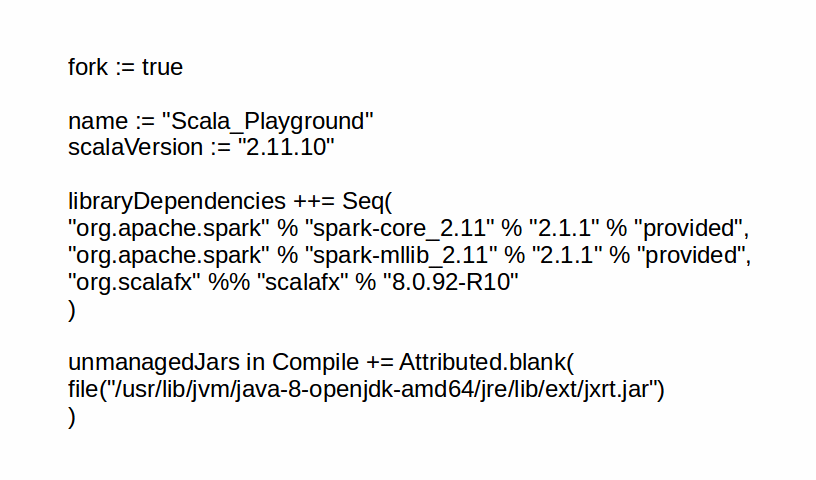 fork := true
name := "Scala_Playground"
scalaVersion := "2.11.10"
libraryDependencies ++= Seq(
"org.apache.spark" % "spark-core_2.11" % "2.1.1" % "provided",
"org.apache.spark" % "spark-mllib_2.11" % "2.1.1" % "provided",
"org.scalafx" %% "scalafx" % "8.0.92-R10"
)
unmanagedJars in Compile += Attributed.blank(
file("/usr/lib/jvm/java-8-openjdk-amd64/jre/lib/ext/jxrt.jar")
)